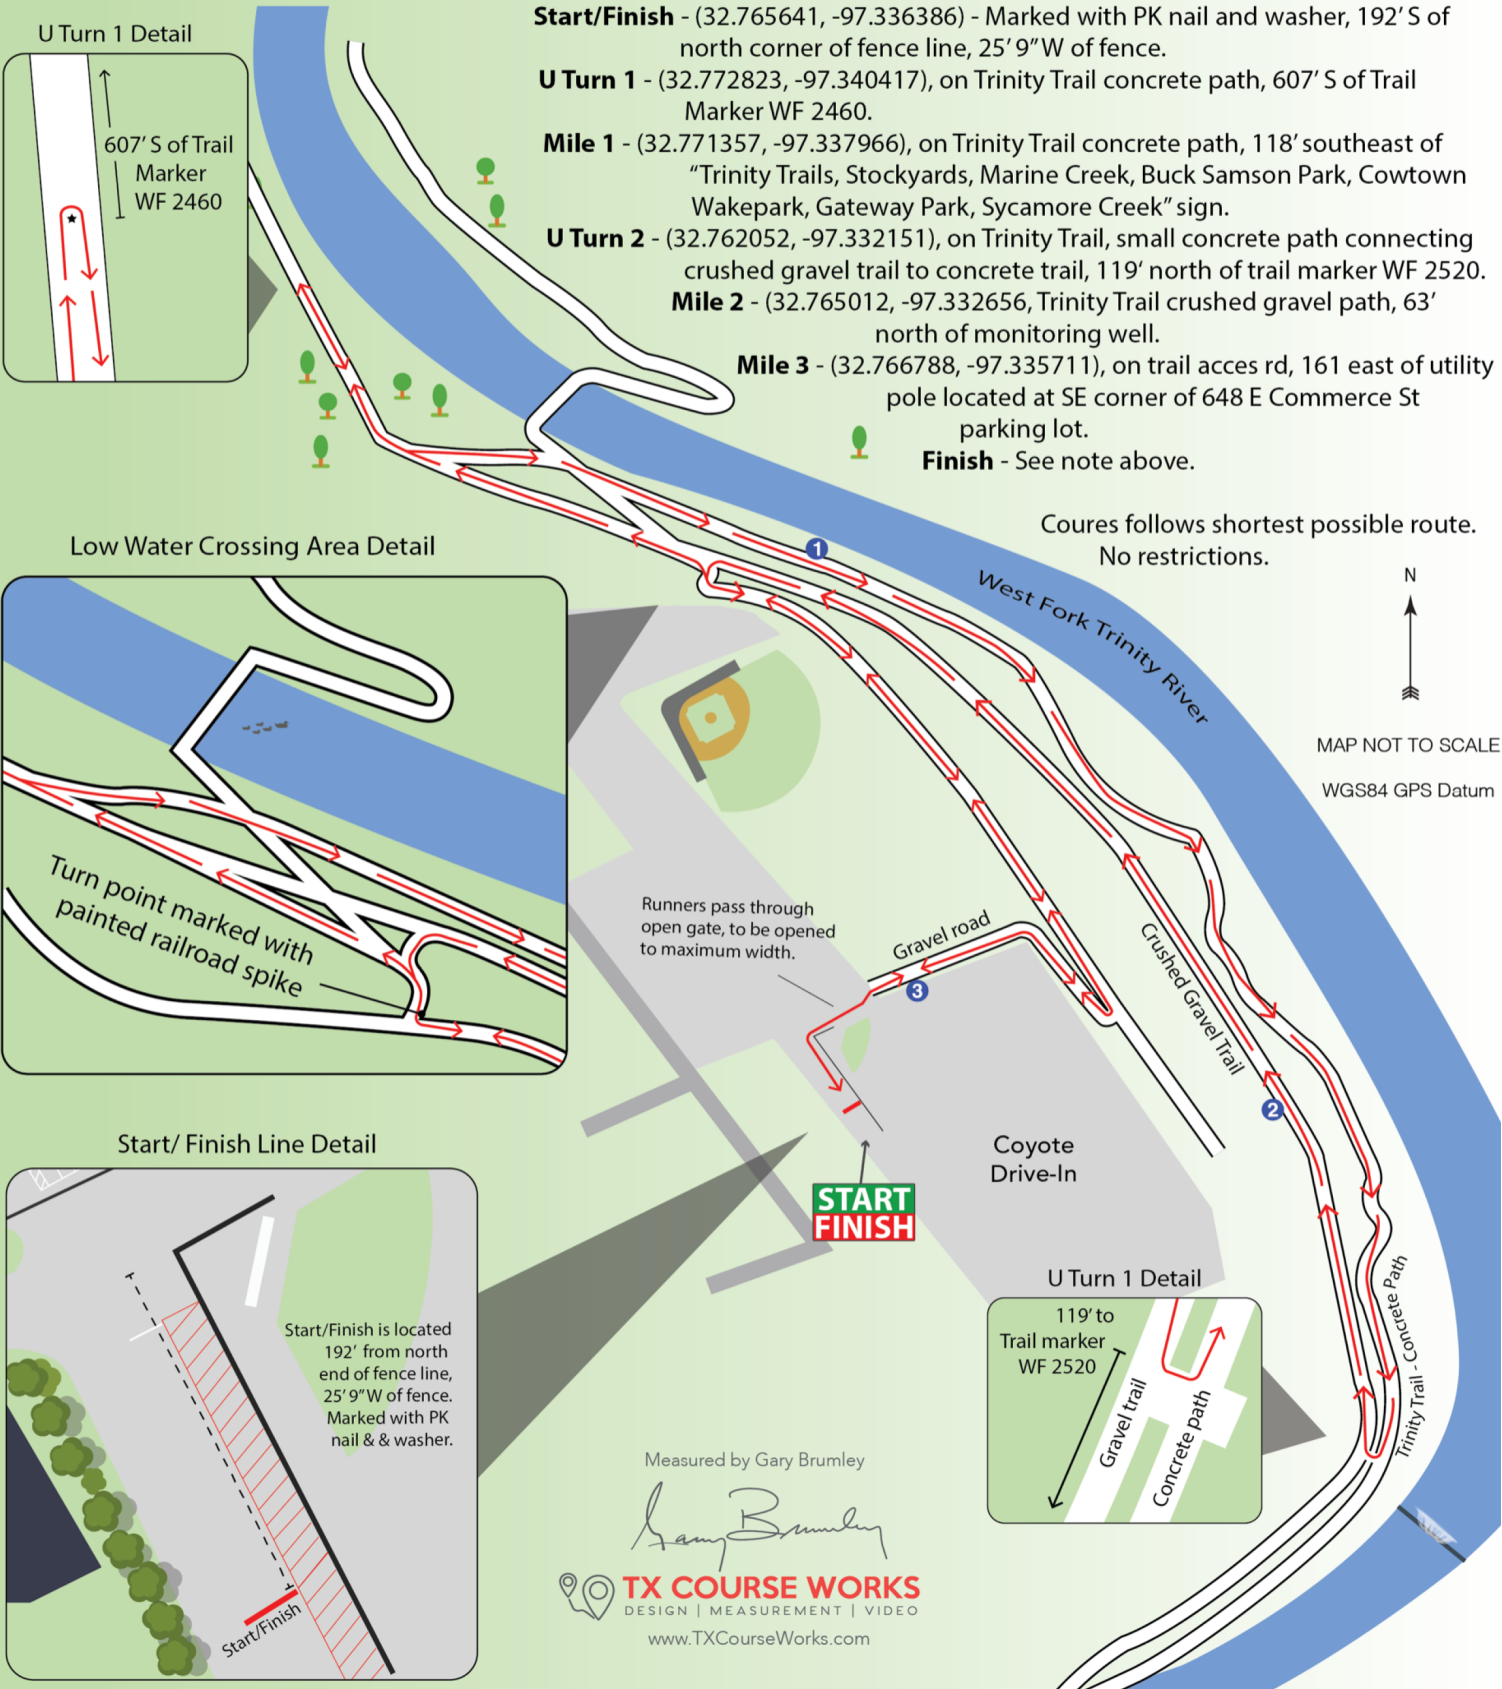 U Turn 1 Detail
607' S of Trail
Marker
WF 2460
Start/Finish - (32.765641, -97.336386) - Marked with PK nail and washer, 192' S of
north corner of fence line, 25' 9" W of fence.
U Turn 1 - (32.772823, -97.340417), on Trinity Trail concrete path, 607' S of Trail
Marker WF 2460.
Mile 1 - (32.771357, -97.337966), on Trinity Trail concrete path, 118' southeast of
"Trinity Trails, Stockyards, Marine Creek, Buck Samson Park, Cowtown
Wakepark, Gateway Park, Sycamore Creek" sign.
U Turn 2 - (32.762052, -97.332151), on Trinity Trail, small concrete path connecting
crushed gravel trail to concrete trail, 119' north of trail marker WF 2520.
Mile 2 - (32.765012, -97.332656, Trinity Trail crushed gravel path, 63'
north of monitoring well.
Mile 3 - (32.766788, -97.335711), on trail acces rd, 161 east of utility
pole located at SE corner of 648 E Commerce St
parking lot.
Finish - See note above.
Coures follows shortest possible route.
No restrictions.
N
MAP NOT TO SCALE
WGS84 GPS Datum
1
West Fork Trinity River
Low Water Crossing Area Detail
Turn point marked with
painted railroad spike
Runners pass through
open gate, to be opened
to maximum width.
Gravel road
3
Crushed Gravel Trail
2
Coyote
Drive-In
START
FINISH
Start/ Finish Line Detail
Start/Finish is located
192' from north
end of fence line,
25' 9" W of fence.
Marked with PK
nail & & washer.
Start/Finish
U Turn 1 Detail
119' to
Trail marker
WF 2520
Gravel trail
Concrete path
Trinity Trail - Concrete Path
Measured by Gary Brumley
Gary Brumley
TX COURSE WORKS
DESIGN | MEASUREMENT | VIDEO
www.TXCourseWorks.com